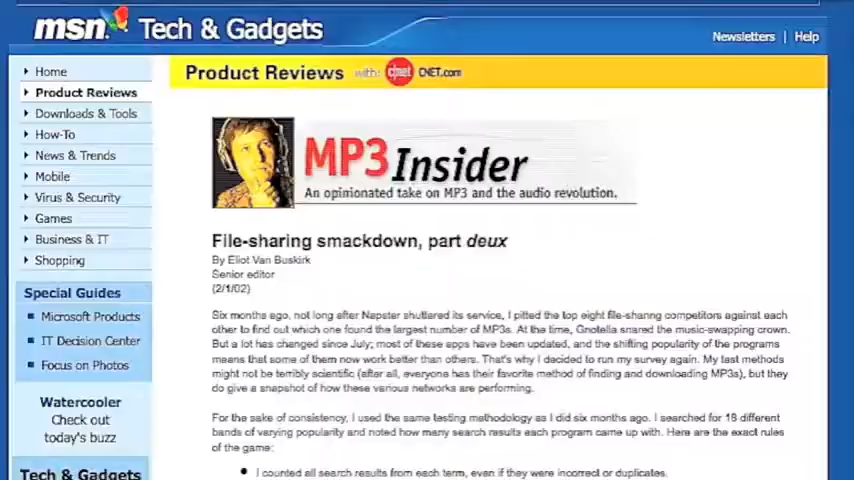 msn. Tech & Gadgets
Newsletters | Help
Home
Product Reviews
Downloads & Tools
How-To
News & Trends
Mobile
Virus & Security
Games
Business & IT
Shopping
Special Guides
Microsoft Products
IT Decision Center
Focus on Photos
Watercooler
Check out
today's buzz
Tech & Gadgets
Product Reviews with: c|net CNET.com
MP3 Insider
An opinionated take on MP3 and the audio revolution.
File-sharing smackdown, part deux
By Eliot Van Buskirk
Senior editor
(2/1/02)
Six months ago, not long after Napster shuttered its service, I pitted the top eight file-sharing competitors against each
other to find out which one found the largest number of MP3s. At the time, Gnotella snared the music-swapping crown.
But a lot has changed since July; most of these apps have been updated, and the shifting popularity of the programs
means that some of them now work better than others. That's why I decided to run my survey again. My test methods
might not be terribly scientific (after all, everyone has their favorite method of finding and downloading MP3s), but they
do give a snapshot of how these various networks are performing.
For the sake of consistency, I used the same testing methodology as I did six months ago. I searched for 18 different
bands of varying popularity and noted how many search results each program came up with. Here are the exact rules
of the game:
I counted all search results from each term, even if they were incorrect or duplicates.